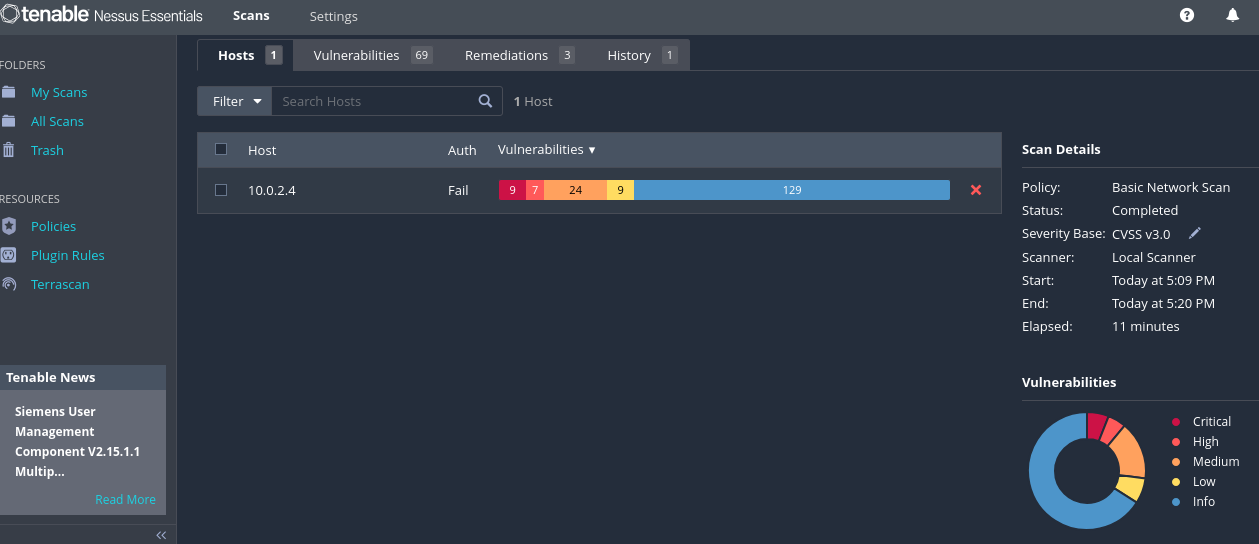 tenable Nessus Essentials Scans Settings
FOLDERS
My Scans
All Scans
Trash
RESOURCES
Policies
Plugin Rules
Terrascan
Tenable News
Siemens User
Management
Component V2.15.1.1
Multip...
Read More
Hosts 1 Vulnerabilities 69 Remediations 3 History 1
Filter Search Hosts 1 Host
Host Auth Vulnerabilities
10.0.2.4 Fail 9 7 24 9 129
Scan Details
Policy: Basic Network Scan
Status: Completed
Severity Base: CVSS v3.0
Scanner: Local Scanner
Start: Today at 5:09 PM
End: Today at 5:20 PM
Elapsed: 11 minutes
Vulnerabilities
Critical
High
Medium
Low
Info